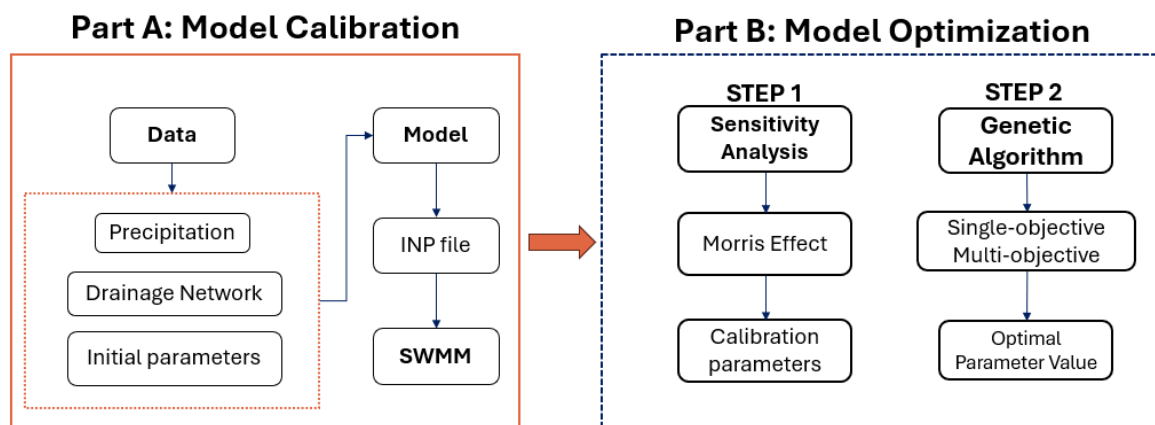 Part A: Model Calibration
Data
Precipitation
Drainage Network
Initial parameters
Model
INP file
SWMM
Part B: Model Optimization
STEP 1
Sensitivity
Analysis
Morris Effect
Calibration
parameters
STEP 2
Genetic
Algorithm
Single-objective
Multi-objective
Optimal
Parameter Value